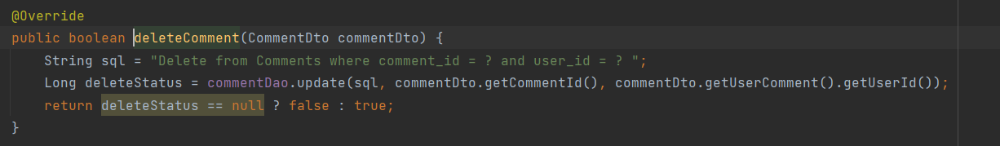 @Override
public boolean deleteComment(CommentDto commentDto) {
    String sql = "Delete from Comments where comment_id = ? and user_id = ? ";
    Long deleteStatus = commentDao.update(sql, commentDto.getCommentId(), commentDto.getUserComment().getUserId());
    return deleteStatus == null ? false : true;
}